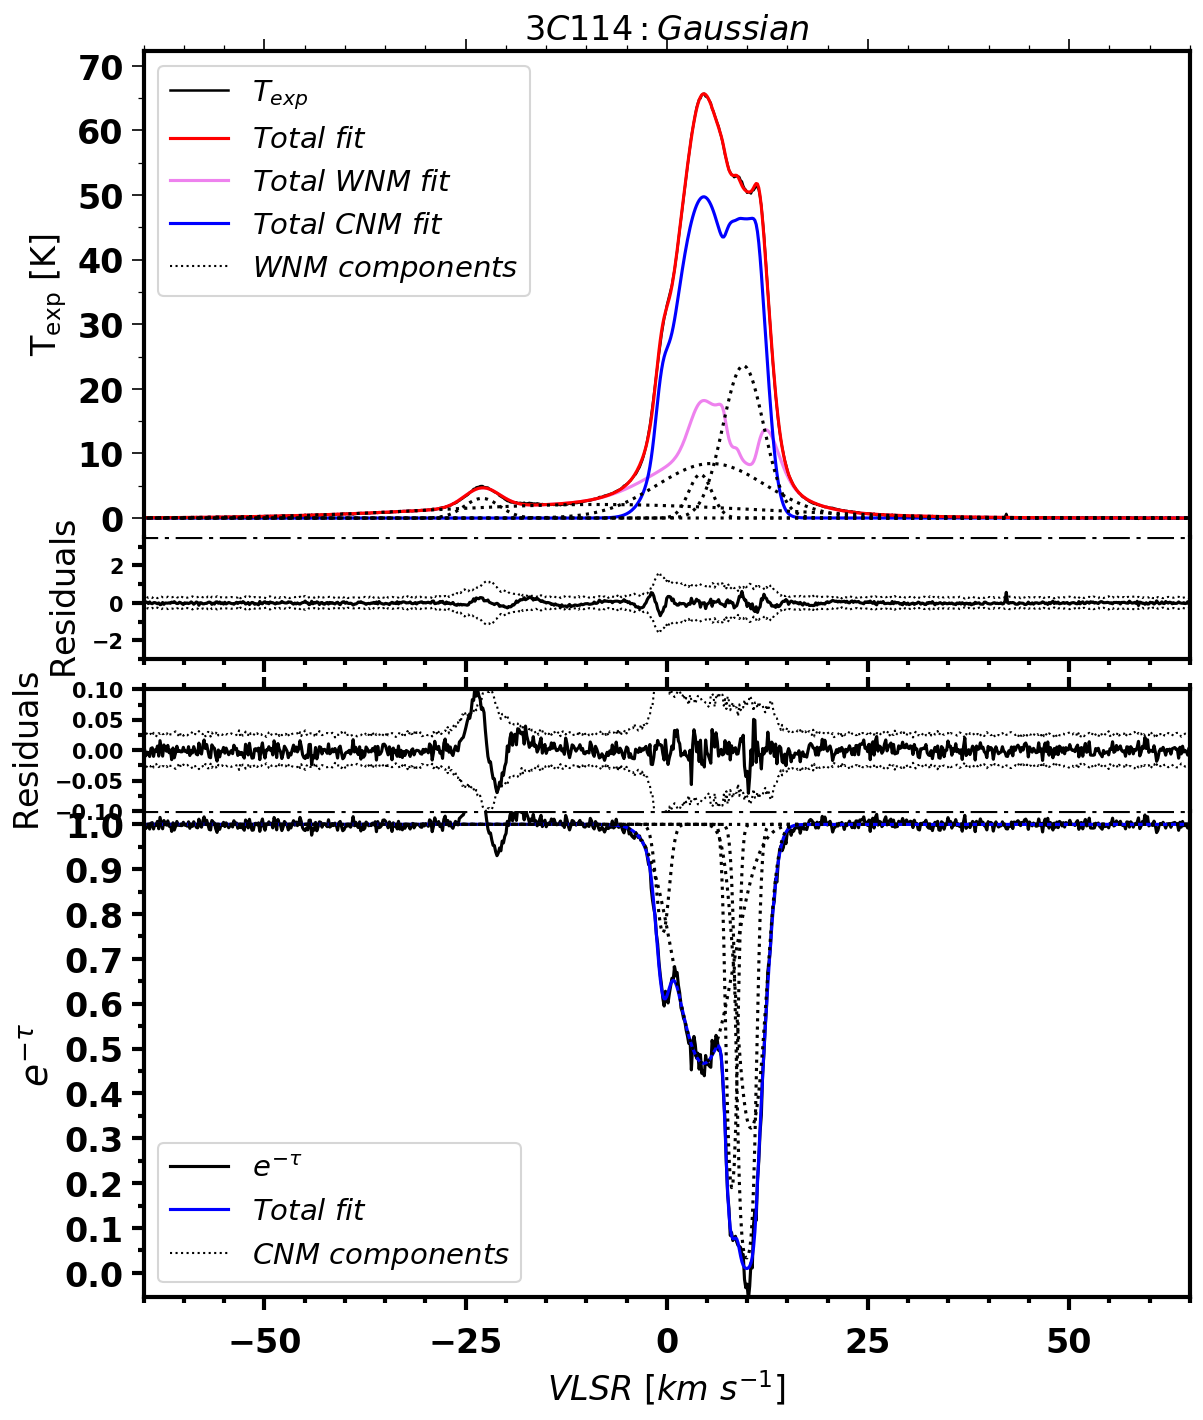 3C114 : Gaussian
70
60
50
40
30
20
10
0
T_exp [K]
T_exp
Total fit
Total WNM fit
Total CNM fit
WNM components
2
0
−2
Residuals
0.10
0.05
0.00
−0.05
−0.10
Residuals
1.0
0.9
0.8
0.7
0.6
0.5
0.4
0.3
0.2
0.1
0.0
e^{−τ}
e^{−τ}
Total fit
CNM components
−50 −25 0 25 50
VLSR [km s^{−1}]